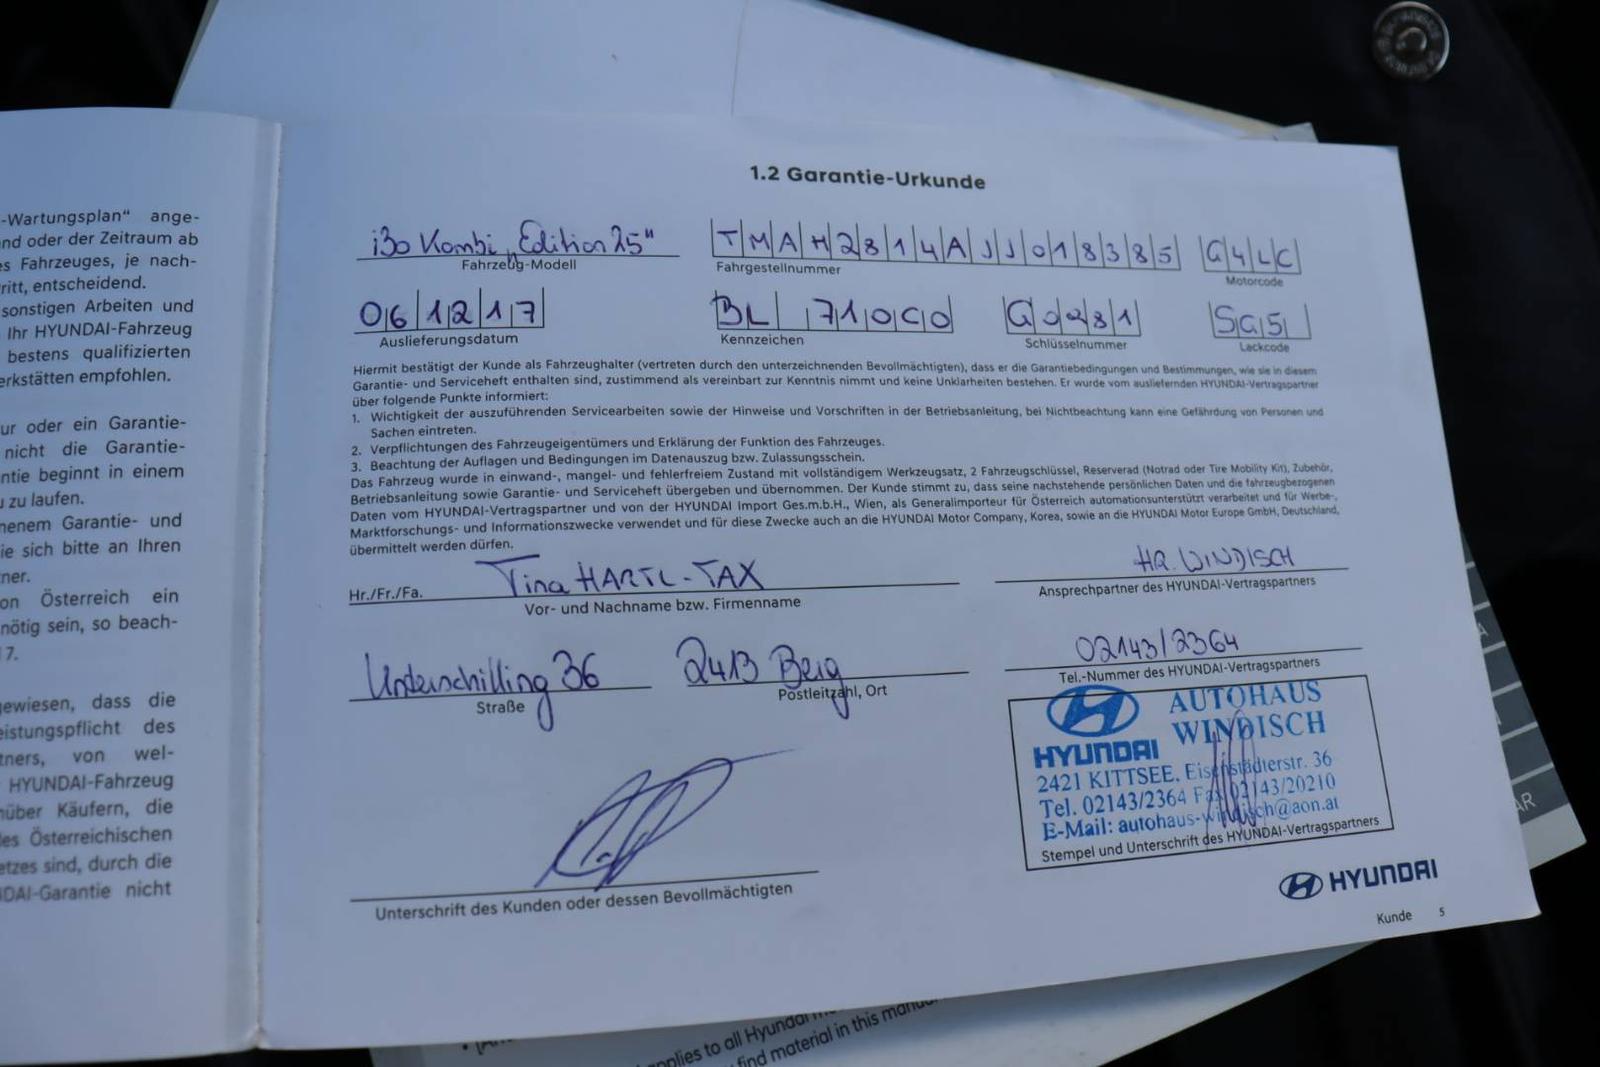 -Wartungsplan“ ange-
nd oder der Zeitraum ab
es Fahrzeuges, je nach-
ritt, entscheidend.
sonstigen Arbeiten und
Ihr HYUNDAI-Fahrzeug
bestens qualifizierten
erkstätten empfohlen.
ur oder ein Garantie-
nicht die Garantie-
ntie beginnt in einem
u zu laufen.
nenem Garantie- und
ie sich bitte an Ihren
ner.
on Österreich ein
nötig sein, so beach-
17.
gewiesen, dass die
eistungspflicht des
tners, von wel-
HYUNDAI-Fahrzeug
nüber Käufern, die
des Österreichischen
etzes sind, durch die
DAI-Garantie nicht
1.2 Garantie-Urkunde
i30 Kombi „Edition 25“ TMAH2814AJJ018385 G4LC
Fahrzeug-Modell Fahrgestellnummer Motorcode
061217 BL 710CO G0281 SG5
Auslieferungsdatum Kennzeichen Schlüsselnummer Lackcode
Hiermit bestätigt der Kunde als Fahrzeughalter (vertreten durch den unterzeichnenden Bevollmächtigten), dass er die Garantiebedingungen und Bestimmungen, wie sie in diesem
Garantie- und Serviceheft enthalten sind, zustimmend als vereinbart zur Kenntnis nimmt und keine Unklarheiten bestehen. Er wurde vom ausliefernden HYUNDAI-Vertragspartner
über folgende Punkte informiert:
1. Wichtigkeit der auszuführenden Servicearbeiten sowie der Hinweise und Vorschriften in der Betriebsanleitung, bei Nichtbeachtung kann eine Gefährdung von Personen und
Sachen eintreten.
2. Verpflichtungen des Fahrzeugeigentümers und Erklärung der Funktion des Fahrzeuges.
3. Beachtung der Auflagen und Bedingungen im Datenauszug bzw. Zulassungsschein.
Das Fahrzeug wurde in einwand-, mangel- und fehlerfreiem Zustand mit vollständigem Werkzeugsatz, 2 Fahrzeugschlüssel, Reserverad (Notrad oder Tire Mobility Kit), Zubehör,
Betriebsanleitung sowie Garantie- und Serviceheft übergeben und übernommen. Der Kunde stimmt zu, dass seine nachstehende persönlichen Daten und die fahrzeugbezogenen
Daten vom HYUNDAI-Vertragspartner und von der HYUNDAI Import Ges.m.b.H., Wien, als Generalimporteur für Österreich automationsunterstützt verarbeitet und für Werbe-,
Marktforschungs- und Informationszwecke verwendet und für diese Zwecke auch an die HYUNDAI Motor Company, Korea, sowie an die HYUNDAI Motor Europe GmbH, Deutschland,
übermittelt werden dürfen.
Hr./Fr./Fa. Tina HARTL-TAX HR. WINDISCH
Vor- und Nachname bzw. Firmenname Ansprechpartner des HYUNDAI-Vertragspartners
Unterschilling 36 2413 Berg 02143/2364
Straße Postleitzahl, Ort Tel.-Nummer des HYUNDAI-Vertragspartners
HYUNDAI AUTOHAUS
WINDISCH
2421 KITTSEE, Eisenstädterstr. 36
Tel. 02143/2364 Fax 02143/20210
E-Mail: autohaus-windisch@aon.at
Stempel und Unterschrift des HYUNDAI-Vertragspartners
Unterschrift des Kunden oder dessen Bevollmächtigten
HYUNDAI
Kunde 5
applies to all Hyundai
find material in this manu
AR